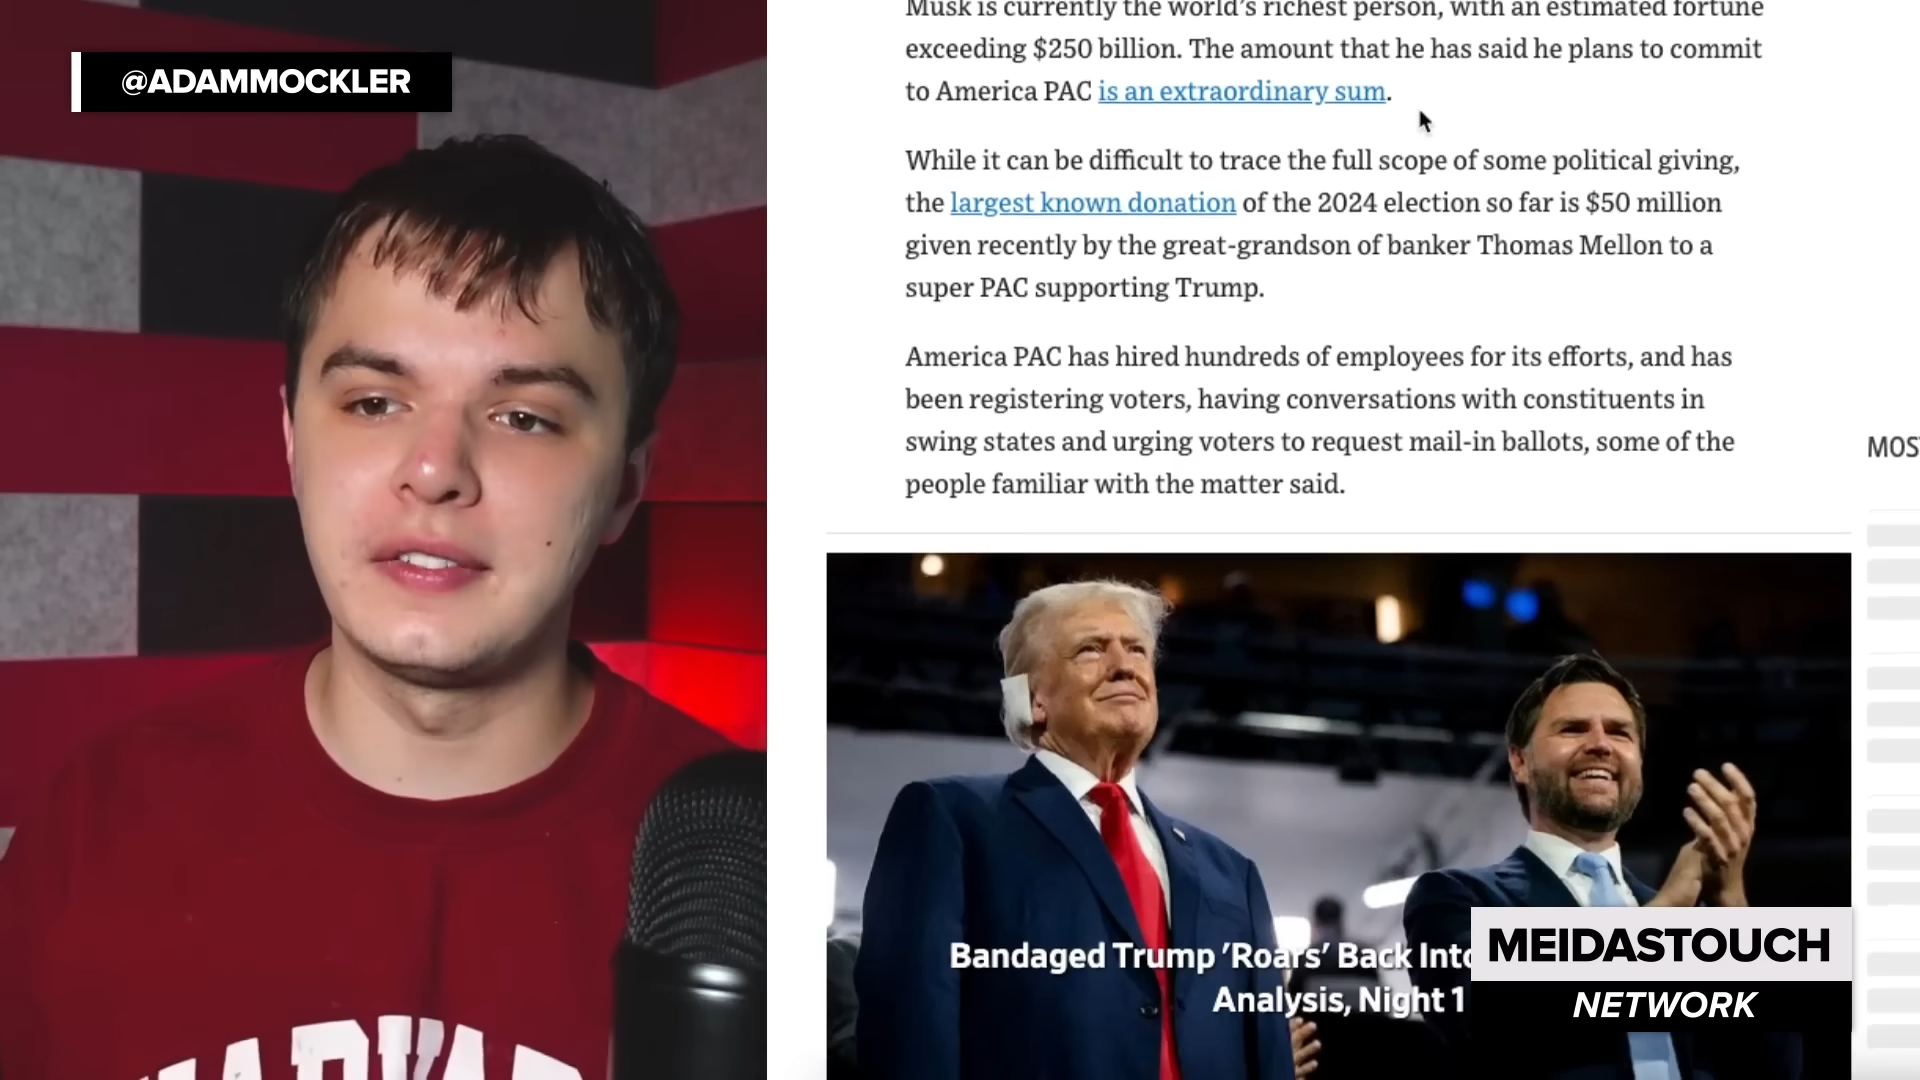 @ADAMMOCKLER
Musk is currently the world's richest person, with an estimated fortune
exceeding $250 billion. The amount that he has said he plans to commit
to America PAC is an extraordinary sum.
While it can be difficult to trace the full scope of some political giving,
the largest known donation of the 2024 election so far is $50 million
given recently by the great-grandson of banker Thomas Mellon to a
super PAC supporting Trump.
America PAC has hired hundreds of employees for its efforts, and has
been registering voters, having conversations with constituents in
swing states and urging voters to request mail-in ballots, some of the
people familiar with the matter said.
MOS
Bandaged Trump 'Roars' Back Into
Analysis, Night 1
MEIDASTOUCH
NETWORK
HARVAR